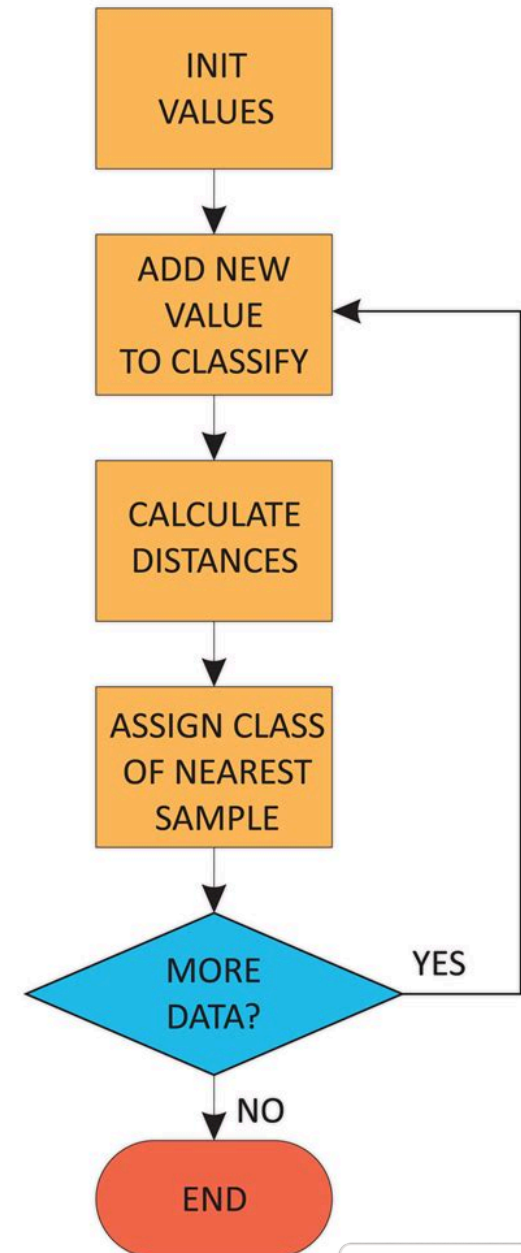 INIT
VALUES
ADD NEW
VALUE
TO CLASSIFY
CALCULATE
DISTANCES
ASSIGN CLASS
OF NEAREST
SAMPLE
MORE
DATA?
YES
NO
END